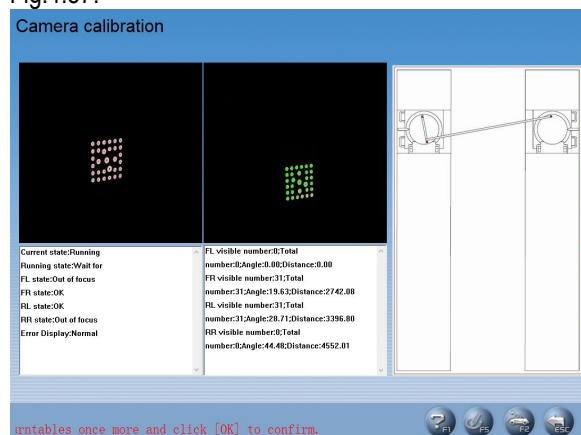 Camera calibration
Current state:Running
Running state:Wait for
FL state:Out of focus
FR state:OK
RL state:OK
RR state:Out of focus
Error Display:Normal
FL visible number:0;Total
number:0;Angle:0.00;Distance:0.00
FR visible number:31;Total
number:31;Angle:19.63;Distance:2742.08
RL visible number:31;Total
number:31;Angle:28.71;Distance:3396.80
RR visible number:0;Total
number:0;Angle:44.48;Distance:4552.01
urntables once more and click [OK] to confirm.
F1
F5
F2
ESC